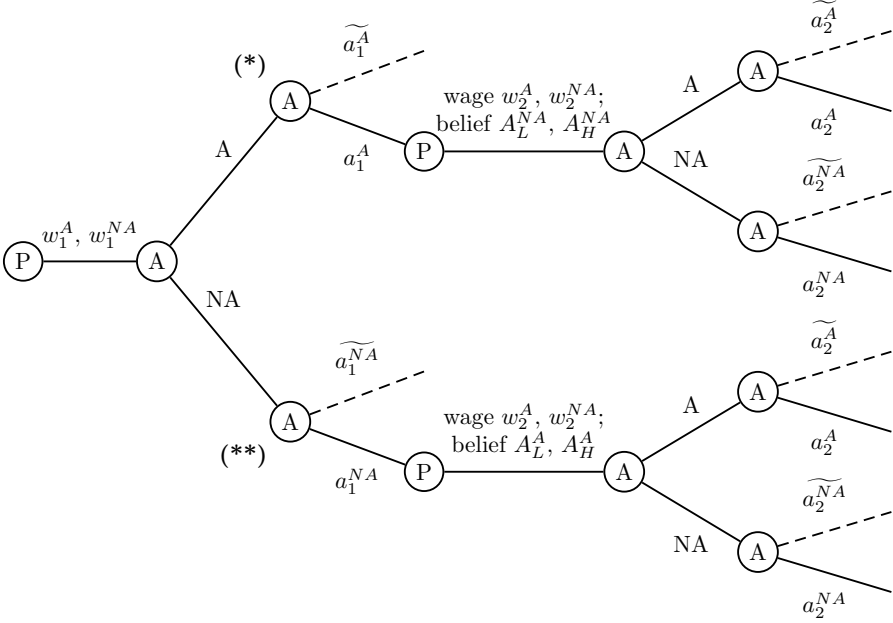 (*)
(**)
P
A
A
A
P
P
A
A
A
A
A
A
A
w_1^A, w_1^{NA}
A
NA
\widetilde{a_1^A}
a_1^A
wage w_2^A, w_2^{NA};
belief A_L^{NA}, A_H^{NA}
A
NA
\widetilde{a_2^A}
a_2^A
\widetilde{a_2^{NA}}
a_2^{NA}
\widetilde{a_1^{NA}}
a_1^{NA}
wage w_2^A, w_2^{NA};
belief A_L^A, A_H^A
A
NA
\widetilde{a_2^A}
a_2^A
\widetilde{a_2^{NA}}
a_2^{NA}